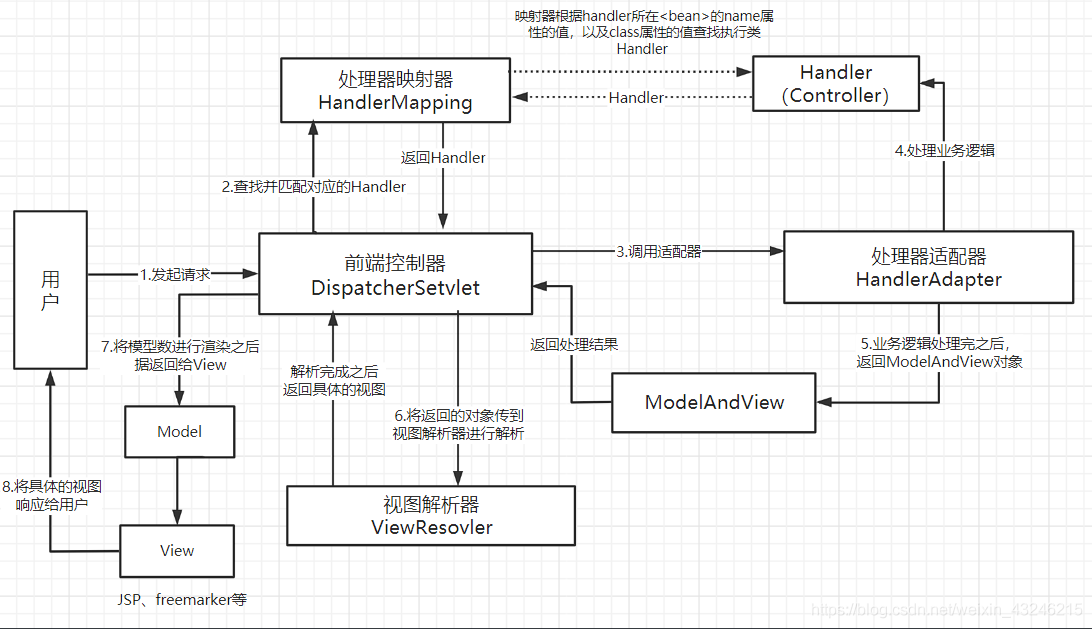 映射器根据handler所在<bean>的name属
性的值，以及class属性的值查找执行类
Handler
处理器映射器
HandlerMapping
Handler
(Controller)
Handler
返回Handler
4.处理业务逻辑
2.查找并匹配对应的Handler
用
户
1.发起请求
前端控制器
DispatcherSetvlet
3.调用适配器
处理器适配器
HandlerAdapter
7.将模型数进行渲染之后
据返回给View
解析完成之后
返回具体的视图
返回处理结果
5.业务逻辑处理完之后，
返回ModelAndView对象
ModelAndView
6.将返回的对象传到
视图解析器进行解析
Model
8.将具体的视图
响应给用户
视图解析器
ViewResovler
View
JSP、freemarker等
https://blog.csdn.net/weixin_43246215